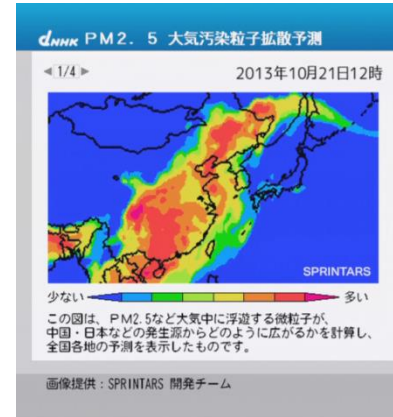 dNHK PM2．5 大気汚染粒子拡散予測
◀1/4▶ 2013年10月21日12時
SPRINTARS
少ない 多い
この図は、PM2.5など大気中に浮遊する微粒子が、
中国・日本などの発生源からどのように広がるかを計算し、
全国各地の予測を表示したものです。
画像提供：SPRINTARS 開発チーム